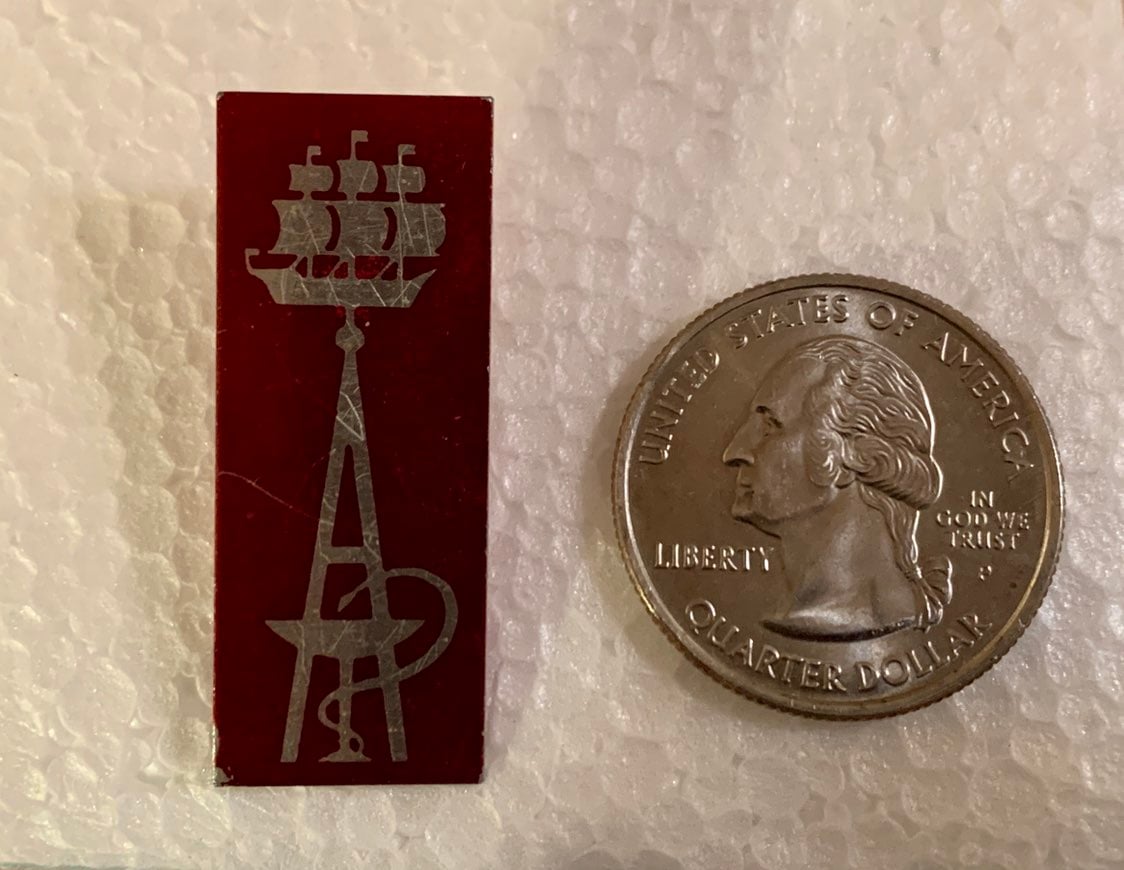 UNITED STATES OF AMERICA
LIBERTY
IN
GOD WE
TRUST
P
QUARTER DOLLAR